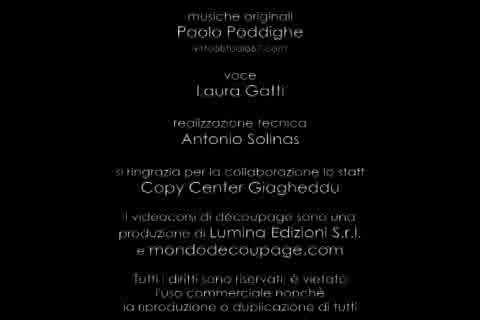 musiche originali
Paolo Poddighe
voce
Laura Gatti
realizzazione tecnica
Antonio Solinas
si ringrazia per la collaborazione lo staff
Copy Center Giagheddu
I videocorsi di découpage sono una
produzione di Lumina Edizioni S.r.l.
e mondodecoupage.com
Tutti i diritti sono riservati, è vietato
l'uso commerciale nonchè
la riproduzione o duplicazione di tutti